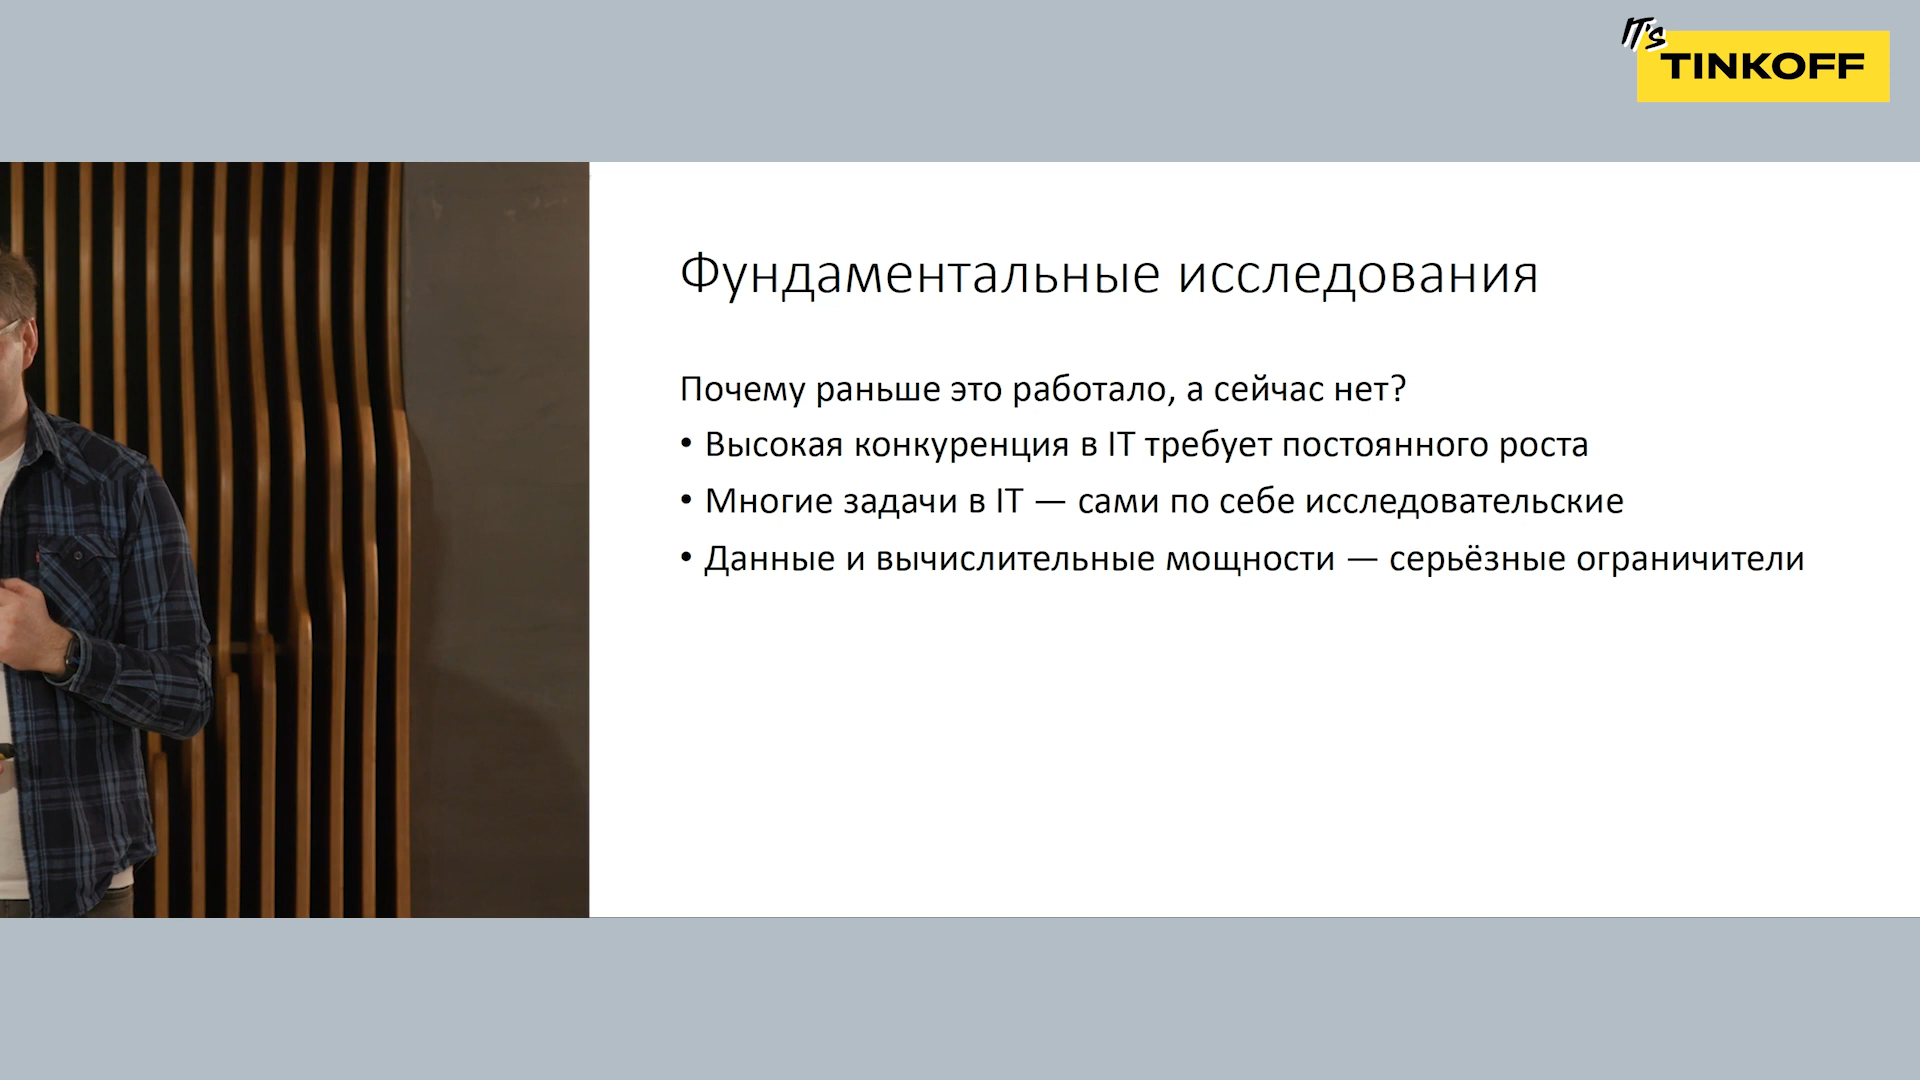 IT's
TINKOFF
Фундаментальные исследования
Почему раньше это работало, а сейчас нет?
• Высокая конкуренция в IT требует постоянного роста
• Многие задачи в IT — сами по себе исследовательские
• Данные и вычислительные мощности — серьёзные ограничители